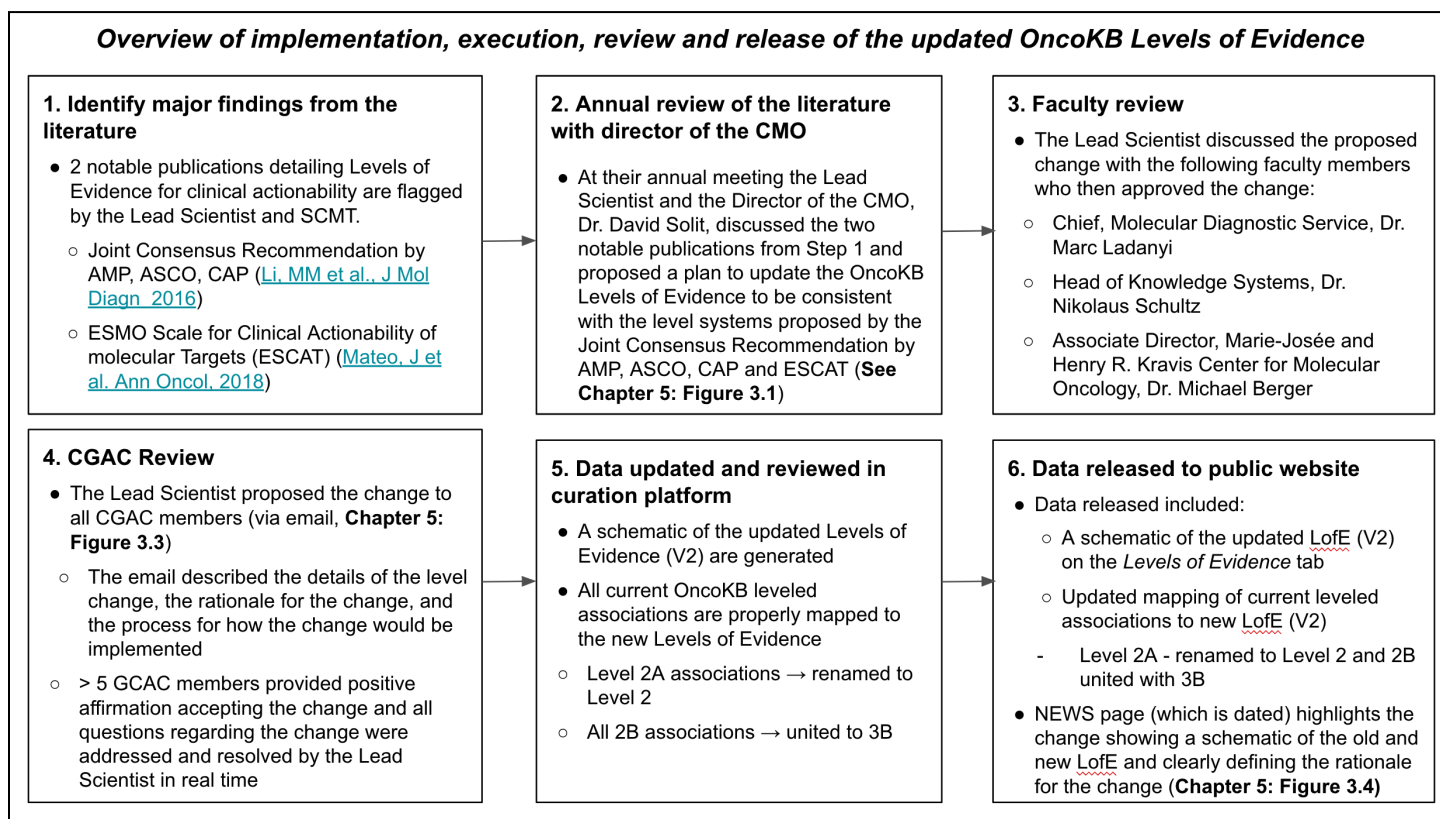 Overview of implementation, execution, review and release of the updated OncoKB Levels of Evidence
1. Identify major findings from the
literature
● 2 notable publications detailing Levels of
Evidence for clinical actionability are flagged
by the Lead Scientist and SCMT.
○ Joint Consensus Recommendation by
AMP, ASCO, CAP (Li, MM et al., J Mol
Diagn 2016)
○ ESMO Scale for Clinical Actionability of
molecular Targets (ESCAT) (Mateo, J et
al. Ann Oncol, 2018)
2. Annual review of the literature
with director of the CMO
● At their annual meeting the Lead
Scientist and the Director of the CMO,
Dr. David Solit, discussed the two
notable publications from Step 1 and
proposed a plan to update the OncoKB
Levels of Evidence to be consistent
with the level systems proposed by the
Joint Consensus Recommendation by
AMP, ASCO, CAP and ESCAT (See
Chapter 5: Figure 3.1)
3. Faculty review
● The Lead Scientist discussed the proposed
change with the following faculty members
who then approved the change:
○ Chief, Molecular Diagnostic Service, Dr.
Marc Ladanyi
○ Head of Knowledge Systems, Dr.
Nikolaus Schultz
○ Associate Director, Marie-Josée and
Henry R. Kravis Center for Molecular
Oncology, Dr. Michael Berger
4. CGAC Review
● The Lead Scientist proposed the change to
all CGAC members (via email, Chapter 5:
Figure 3.3)
○ The email described the details of the level
change, the rationale for the change, and
the process for how the change would be
implemented
○ > 5 GCAC members provided positive
affirmation accepting the change and all
questions regarding the change were
addressed and resolved by the Lead
Scientist in real time
5. Data updated and reviewed in
curation platform
● A schematic of the updated Levels of
Evidence (V2) are generated
● All current OncoKB leveled
associations are properly mapped to
the new Levels of Evidence
○ Level 2A associations → renamed to
Level 2
○ All 2B associations → united to 3B
6. Data released to public website
● Data released included:
○ A schematic of the updated LofE (V2)
on the Levels of Evidence tab
○ Updated mapping of current leveled
associations to new LofE (V2)
- Level 2A - renamed to Level 2 and 2B
united with 3B
● NEWS page (which is dated) highlights the
change showing a schematic of the old and
new LofE and clearly defining the rationale
for the change (Chapter 5: Figure 3.4)